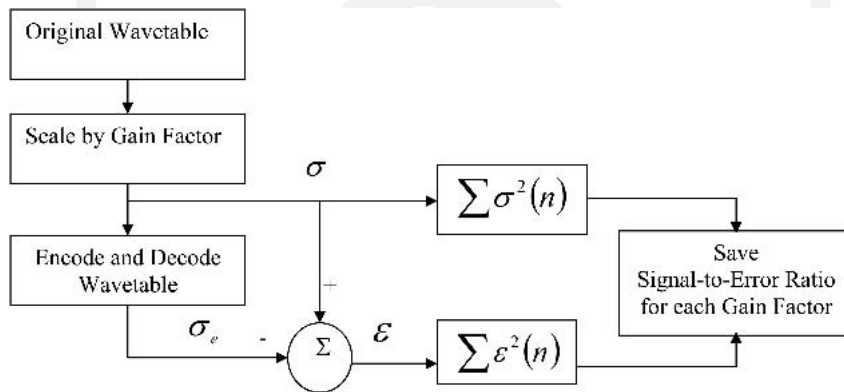 Original Wavetable
Scale by Gain Factor
σ
∑σ²(n)
Encode and Decode
Wavetable
Save
Signal-to-Error Ratio
for each Gain Factor
+
σₑ
-
Σ
ε
∑ε²(n)